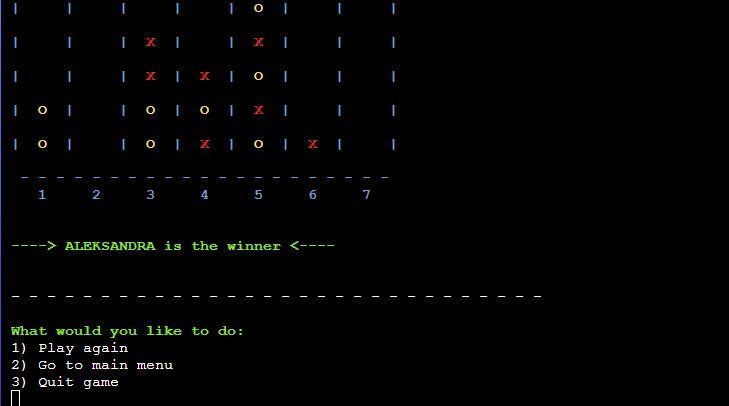 |     |     |     |     |  o  |     |     |
|     |     |  x  |     |  x  |     |     |
|     |     |  x  |  x  |  o  |     |     |
|  o  |     |  o  |  o  |  x  |     |     |
|  o  |     |  o  |  x  |  o  |  x  |     |
- - - - - - - - - - - - - - - - - - - - -
1 2 3 4 5 6 7
----> ALEKSANDRA is the winner <----
- - - - - - - - - - - - - - - - - - - - - - - - - - - - - -
What would you like to do:
1) Play again
2) Go to main menu
3) Quit game